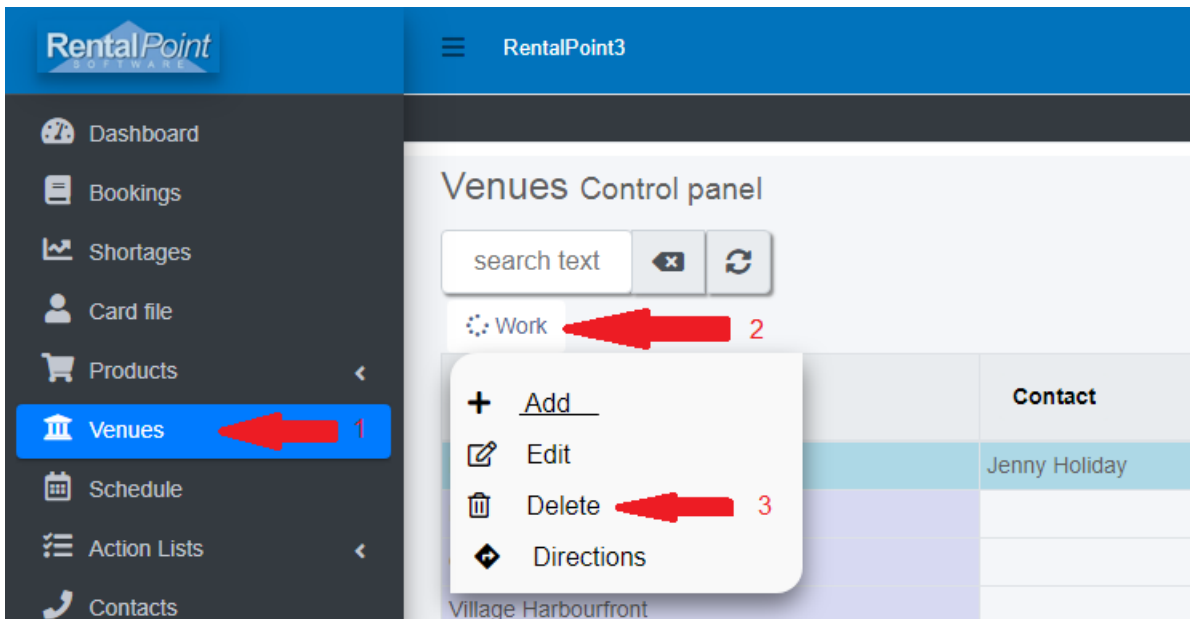 RentalPoint
SOFTWARE
RentalPoint3
Dashboard
Bookings
Shortages
Card file
Products
Venues
1
Schedule
Action Lists
Contacts
Venues Control panel
search text
Work
2
Add
Edit
Delete
3
Directions
Contact
Jenny Holiday
Village Harbourfront